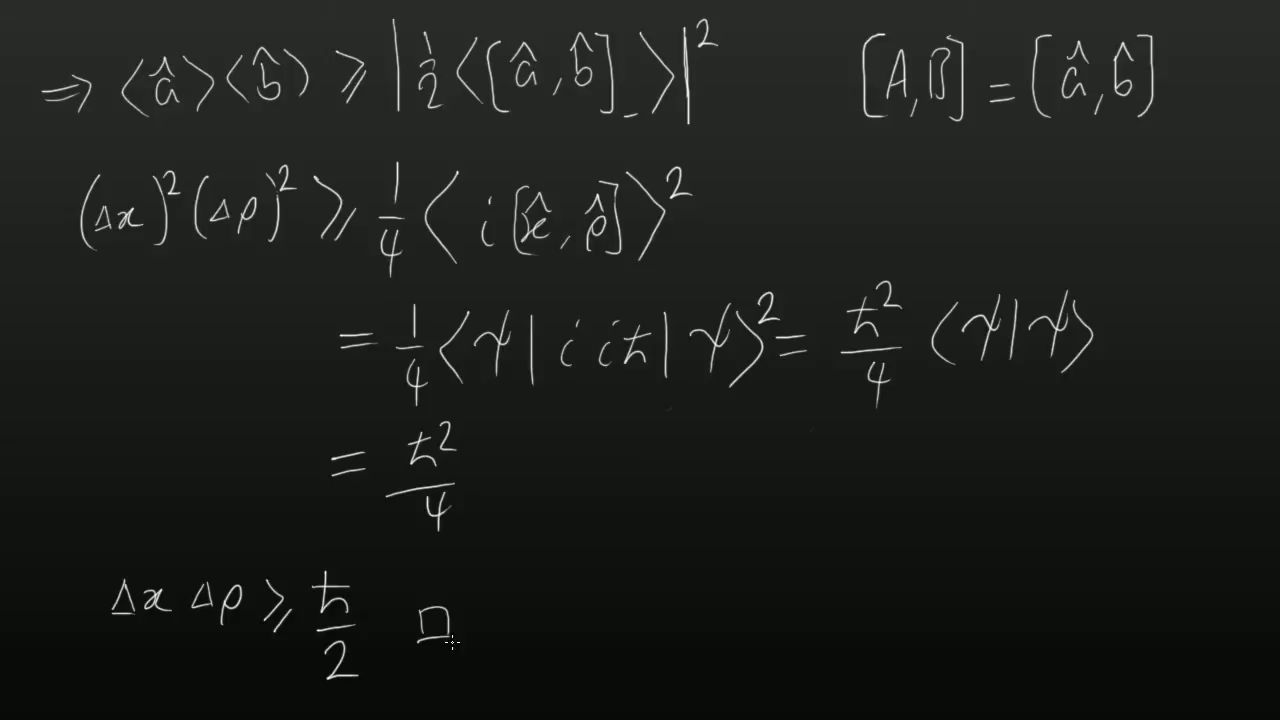 ⇒ ⟨â⟩⟨b̂⟩ ⩾ |½⟨[â, b̂]_⟩|² [A,B] = [â, b̂]
(Δx)²(Δp)² ⩾ 1/4 ⟨i[x̂, p̂]⟩²
= 1/4 ⟨ψ|i iℏ|ψ⟩² = ℏ²/4 ⟨ψ|ψ⟩
= ℏ²/4
Δx Δp ⩾ ℏ/2 □